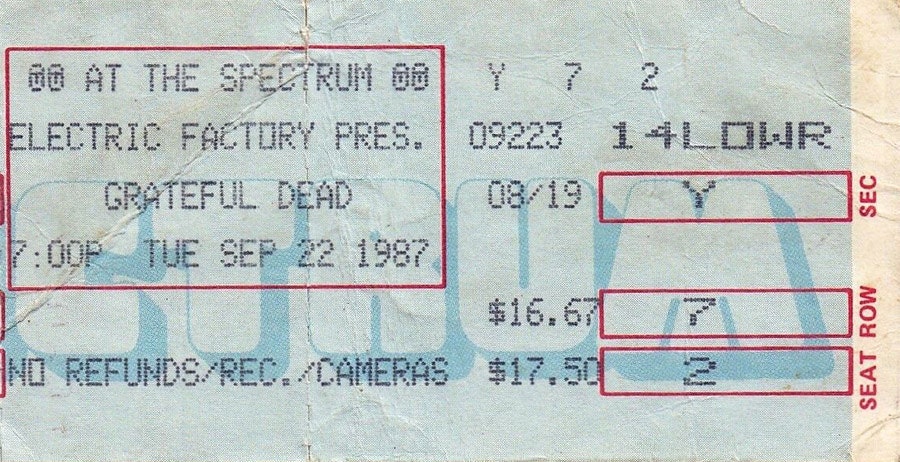 00 AT THE SPECTRUM 00 Y 7 2
ELECTRIC FACTORY PRES. 09223 14LOWR
GRATEFUL DEAD 08/19 Y SEC
7:00P TUE SEP 22 1987
$16.67 7 ROW
NO REFUNDS/REC./CAMERAS $17.50 2 SEAT
CTRUM